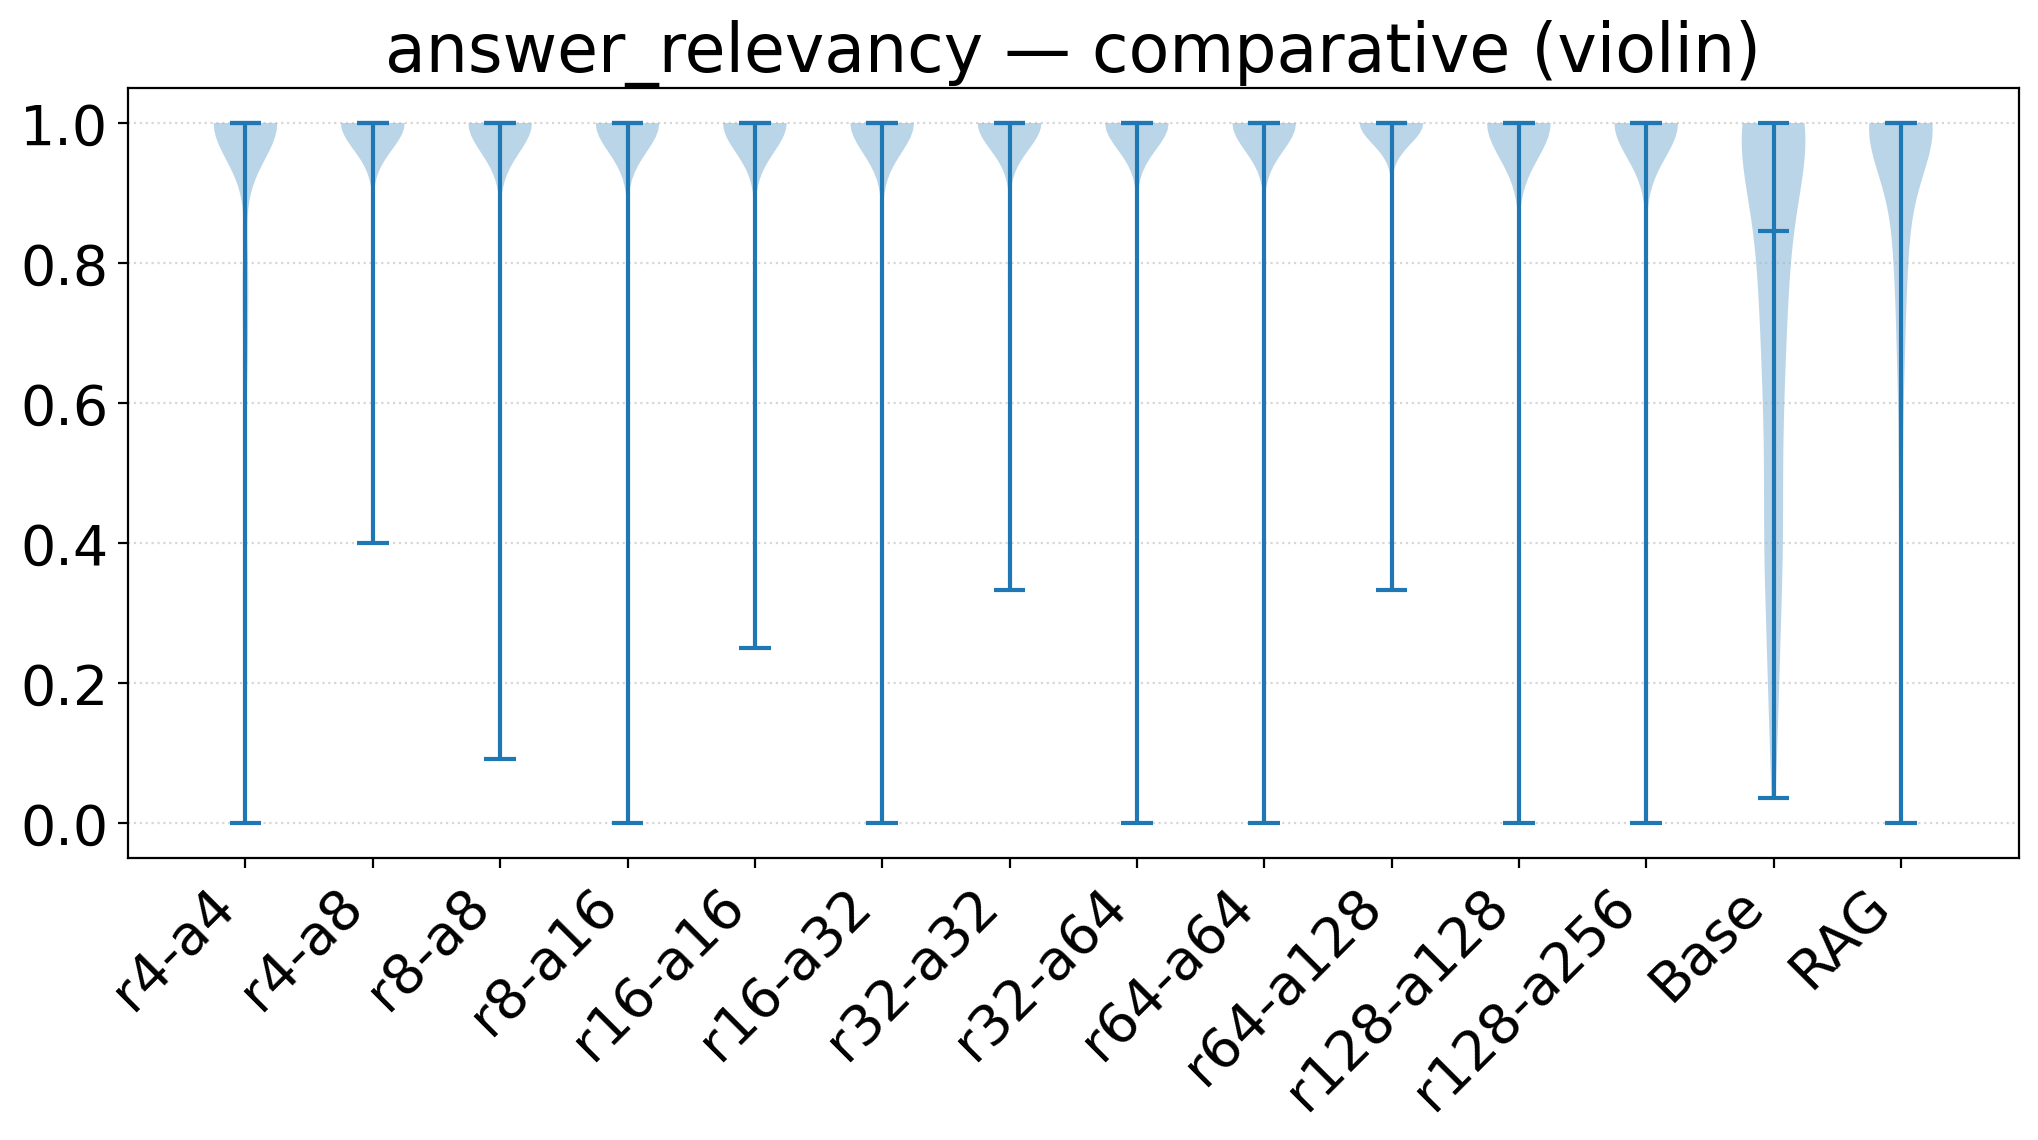 answer_relevancy — comparative (violin)
1.0
0.8
0.6
0.4
0.2
0.0
r4-a4
r4-a8
r8-a8
r8-a16
r16-a16
r16-a32
r32-a32
r32-a64
r64-a64
r64-a128
r128-a128
r128-a256
Base
RAG